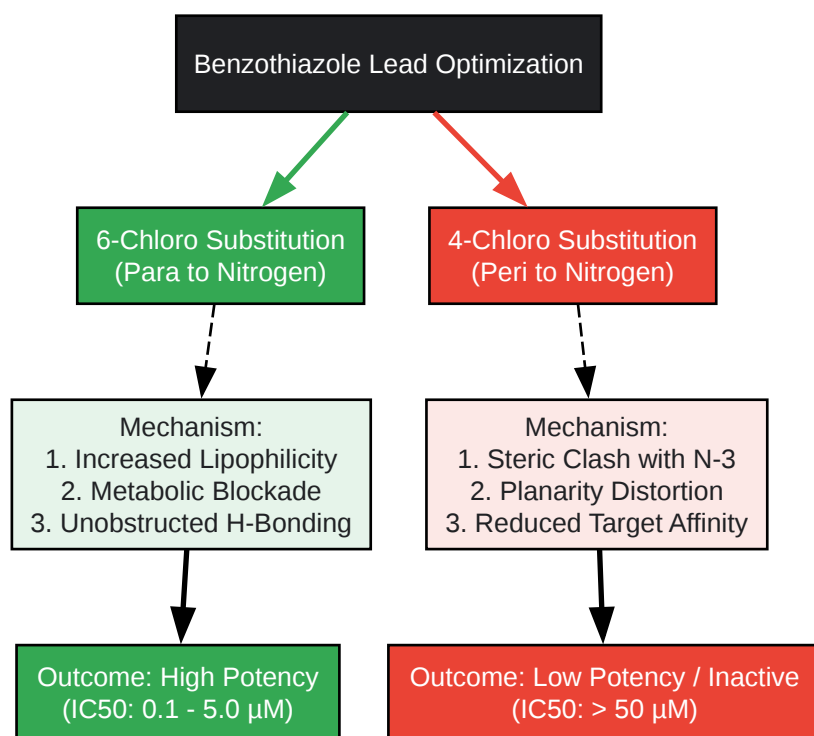 Benzothiazole Lead Optimization
6-Chloro Substitution
(Para to Nitrogen)
4-Chloro Substitution
(Peri to Nitrogen)
Mechanism:
1. Increased Lipophilicity
2. Metabolic Blockade
3. Unobstructed H-Bonding
Mechanism:
1. Steric Clash with N-3
2. Planarity Distortion
3. Reduced Target Affinity
Outcome: High Potency
(IC50: 0.1 - 5.0 µM)
Outcome: Low Potency / Inactive
(IC50: > 50 µM)